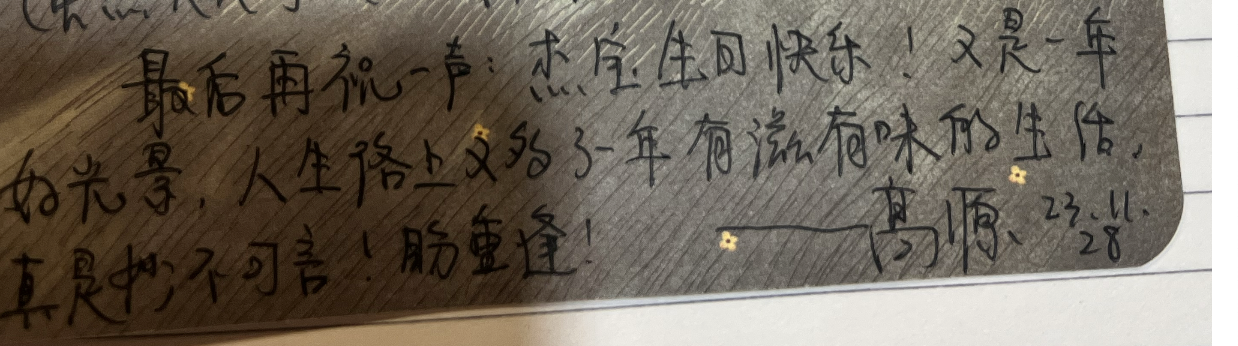 最后再祝一声：杰宝生日快乐！又是一年
好光景，人生路上又多了一年有滋有味的生活，
真是妙不可言！盼重逢！ ——高源、23.11.
28